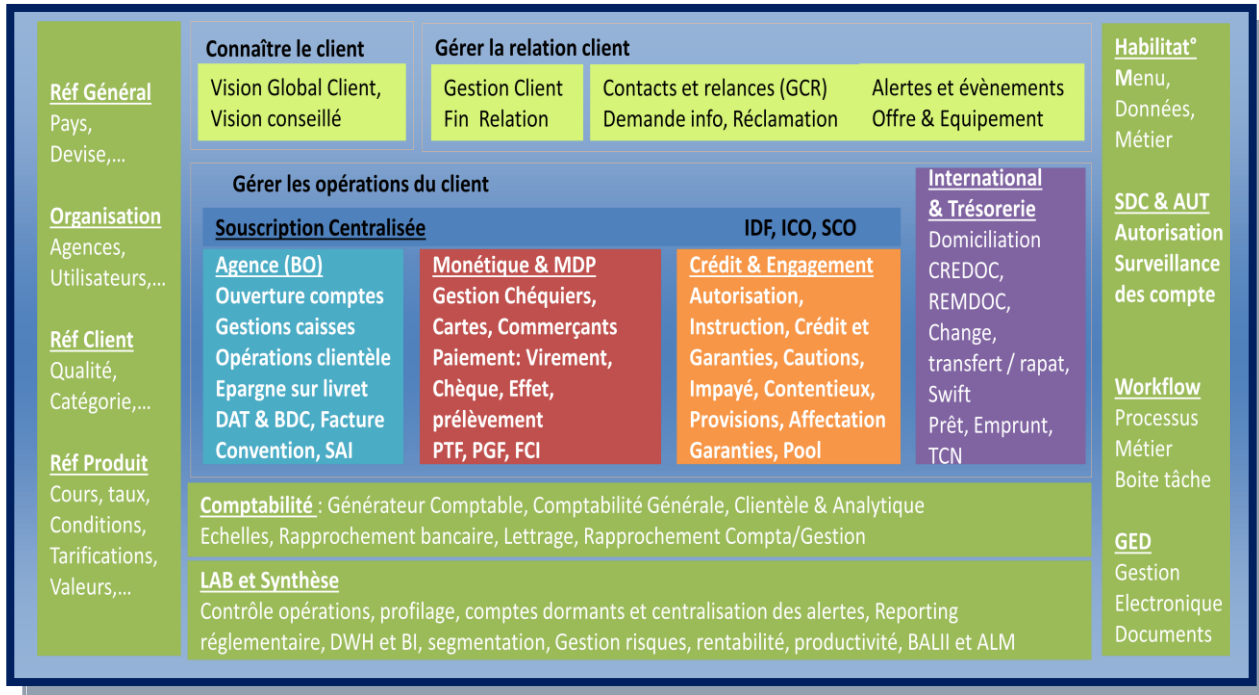 Réf Général
Pays,
Devise,...
Organisation
Agences,
Utilisateurs,...
Réf Client
Qualité,
Catégorie,...
Réf Produit
Cours, taux,
Conditions,
Tarifications,
Valeurs,...
Connaître le client
Vision Global Client,
Vision conseillé
Gérer la relation client
Gestion Client
Fin Relation
Contacts et relances (GCR)
Demande info, Réclamation
Alertes et évènements
Offre & Equipement
Gérer les opérations du client
Souscription Centralisée IDF, ICO, SCO
Agence (BO)
Ouverture comptes
Gestions caisses
Opérations clientèle
Epargne sur livret
DAT & BDC, Facture
Convention, SAI
Monétique & MDP
Gestion Chéquiers,
Cartes, Commerçants
Paiement: Virement,
Chèque, Effet,
prélèvement
PTF, PGF, FCI
Crédit & Engagement
Autorisation,
Instruction, Crédit et
Garanties, Cautions,
Impayé, Contentieux,
Provisions, Affectation
Garanties, Pool
International
& Trésorerie
Domiciliation
CREDOC,
REMDOC,
Change,
transfert / rapat,
Swift
Prêt, Emprunt,
TCN
Comptabilité : Générateur Comptable, Comptabilité Générale, Clientèle & Analytique
Echelles, Rapprochement bancaire, Lettrage, Rapprochement Compta/Gestion
LAB et Synthèse
Contrôle opérations, profilage, comptes dormants et centralisation des alertes, Reporting
réglementaire, DWH et BI, segmentation, Gestion risques, rentabilité, productivité, BALII et ALM
Habilitat°
Menu,
Données,
Métier
SDC & AUT
Autorisation
Surveillance
des compte
Workflow
Processus
Métier
Boite tâche
GED
Gestion
Electronique
Documents